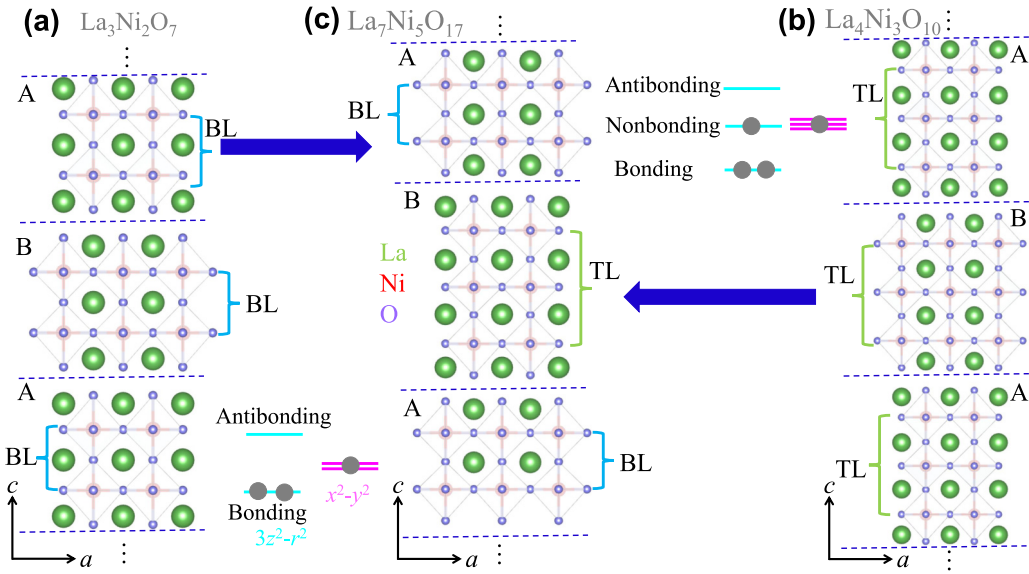 (a) La3Ni2O7
(c) La7Ni5O17
(b) La4Ni3O10
A
BL
B
BL
A
BL
c
a
A
BL
B
TL
A
BL
c
a
La
Ni
O
Antibonding
Nonbonding
Bonding
Antibonding
Bonding
3z²-r²
x²-y²
A
TL
B
TL
A
TL
c
a